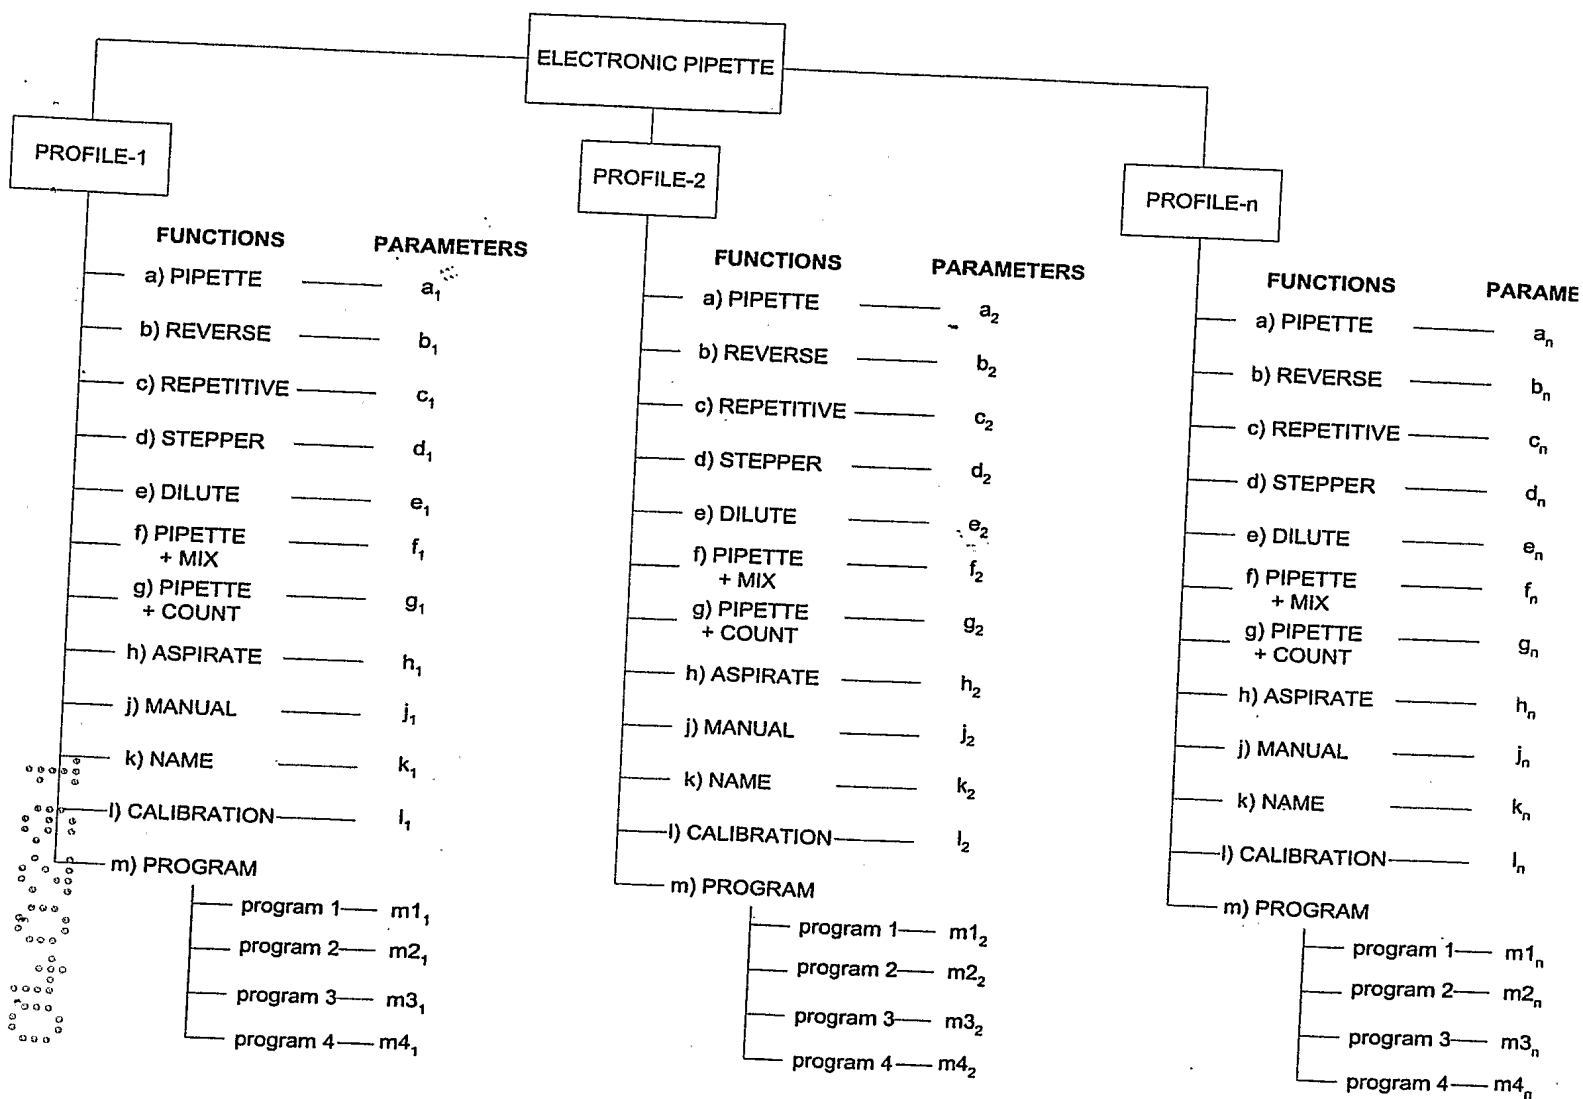 ELECTRONIC PIPETTE
PROFILE-1
FUNCTIONS PARAMETERS
a) PIPETTE a₁
b) REVERSE b₁
c) REPETITIVE c₁
d) STEPPER d₁
e) DILUTE e₁
f) PIPETTE
+ MIX f₁
g) PIPETTE
+ COUNT g₁
h) ASPIRATE h₁
j) MANUAL j₁
k) NAME k₁
l) CALIBRATION l₁
m) PROGRAM
program 1 m1₁
program 2 m2₁
program 3 m3₁
program 4 m4₁
PROFILE-2
FUNCTIONS PARAMETERS
a) PIPETTE a₂
b) REVERSE b₂
c) REPETITIVE c₂
d) STEPPER d₂
e) DILUTE e₂
f) PIPETTE
+ MIX f₂
g) PIPETTE
+ COUNT g₂
h) ASPIRATE h₂
j) MANUAL j₂
k) NAME k₂
l) CALIBRATION l₂
m) PROGRAM
program 1 m1₂
program 2 m2₂
program 3 m3₂
program 4 m4₂
PROFILE-n
FUNCTIONS PARAME
a) PIPETTE aₙ
b) REVERSE bₙ
c) REPETITIVE cₙ
d) STEPPER dₙ
e) DILUTE eₙ
f) PIPETTE
+ MIX fₙ
g) PIPETTE
+ COUNT gₙ
h) ASPIRATE hₙ
j) MANUAL jₙ
k) NAME kₙ
l) CALIBRATION lₙ
m) PROGRAM
program 1 m1ₙ
program 2 m2ₙ
program 3 m3ₙ
program 4 m4ₙ